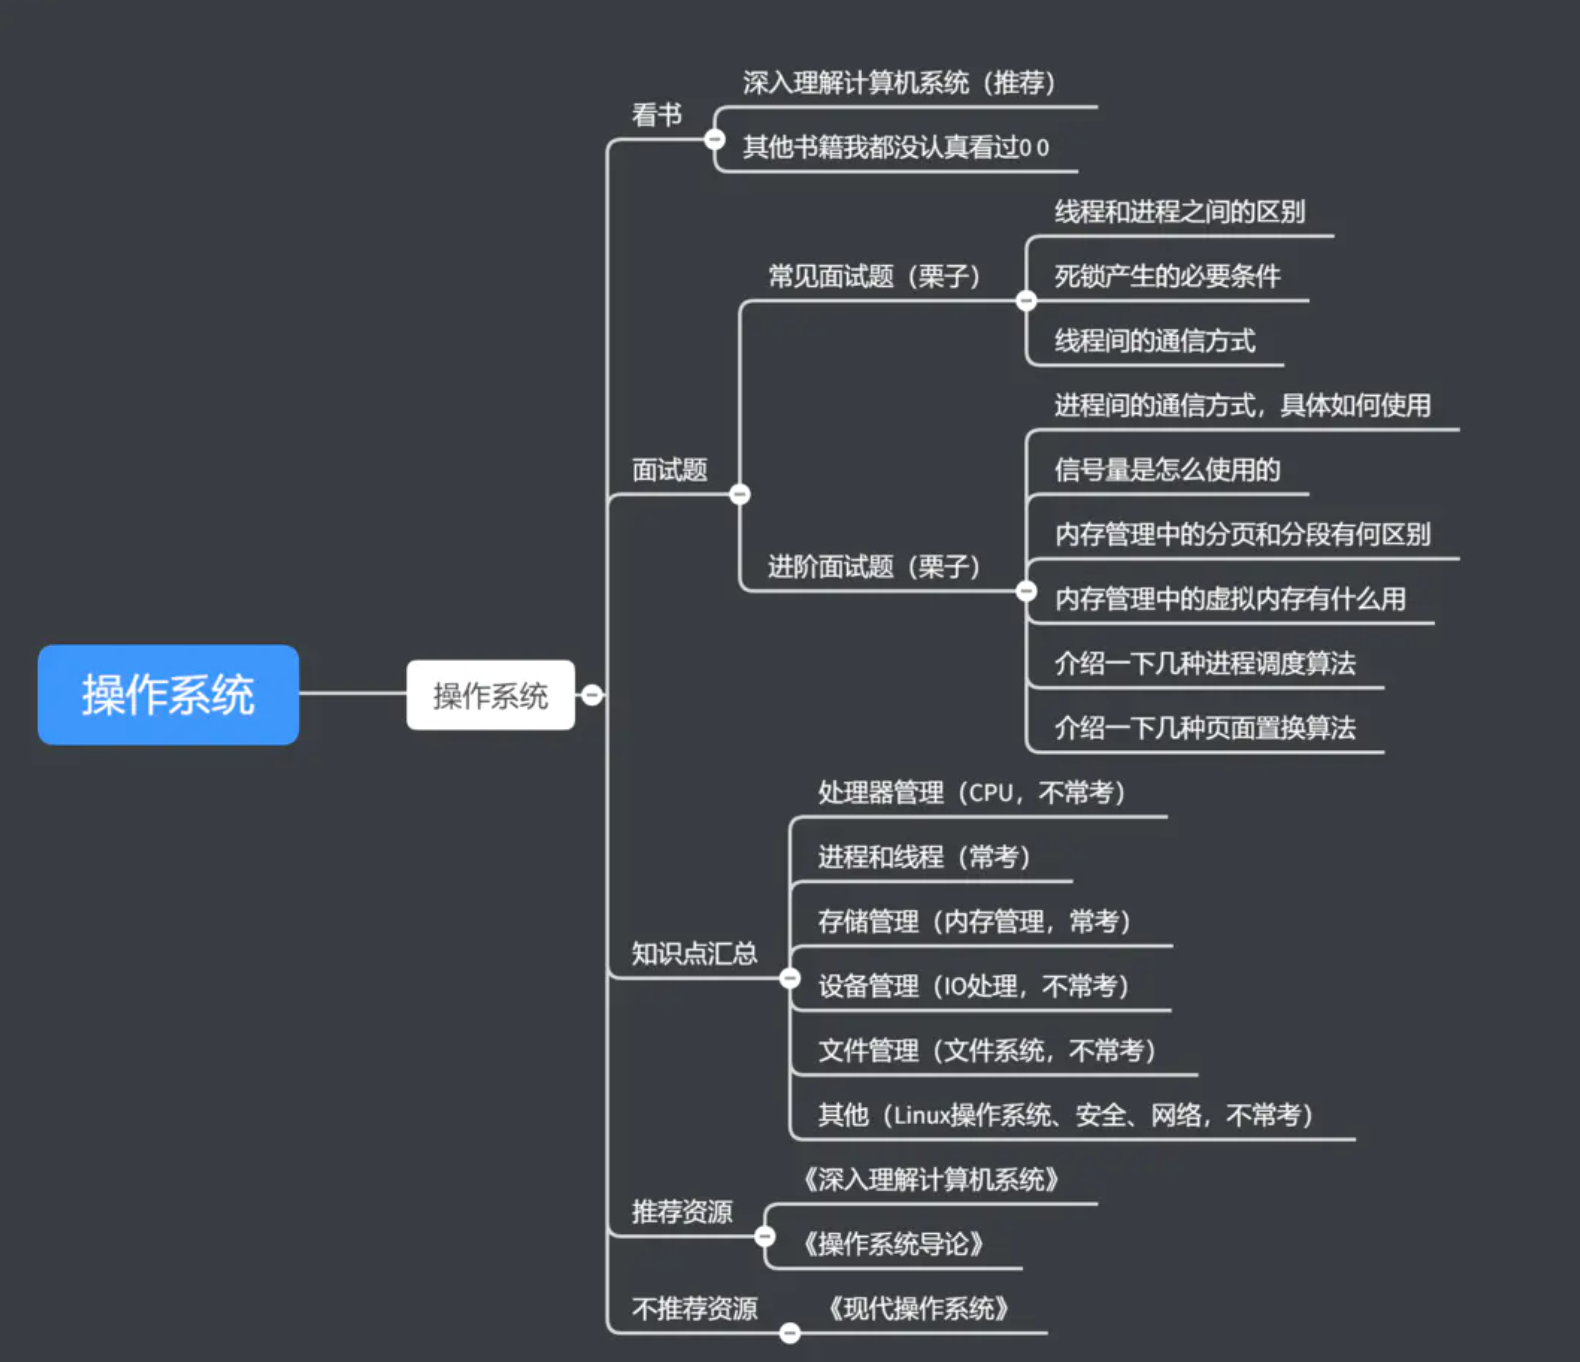 深入理解计算机系统（推荐）
看书
其他书籍我都没认真看过0 0
线程和进程之间的区别
常见面试题（栗子）
死锁产生的必要条件
线程间的通信方式
进程间的通信方式，具体如何使用
面试题
信号量是怎么使用的
内存管理中的分页和分段有何区别
进阶面试题（栗子）
内存管理中的虚拟内存有什么用
介绍一下几种进程调度算法
介绍一下几种页面置换算法
操作系统
操作系统
处理器管理（CPU，不常考）
进程和线程（常考）
存储管理（内存管理，常考）
知识点汇总
设备管理（IO处理，不常考）
文件管理（文件系统，不常考）
其他（Linux操作系统、安全、网络，不常考）
《深入理解计算机系统》
推荐资源
《操作系统导论》
不推荐资源
《现代操作系统》